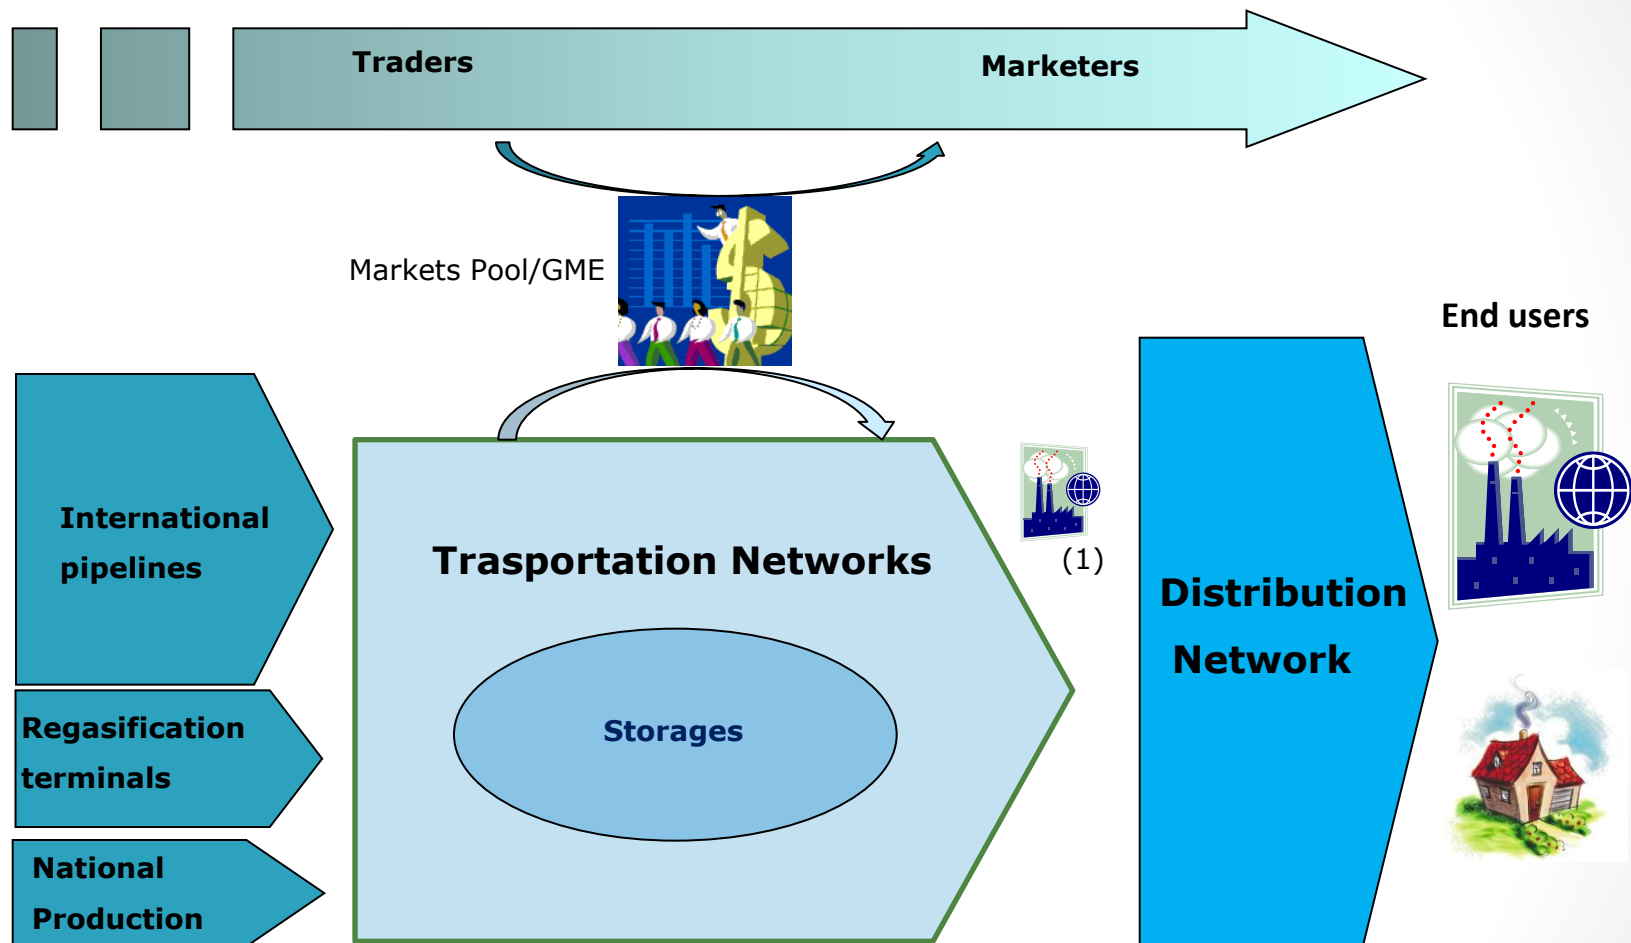 Traders
Marketers
Markets Pool/GME
End users
International
pipelines
Trasportation Networks
(1)
Distribution
Network
Regasification
terminals
Storages
National
Production